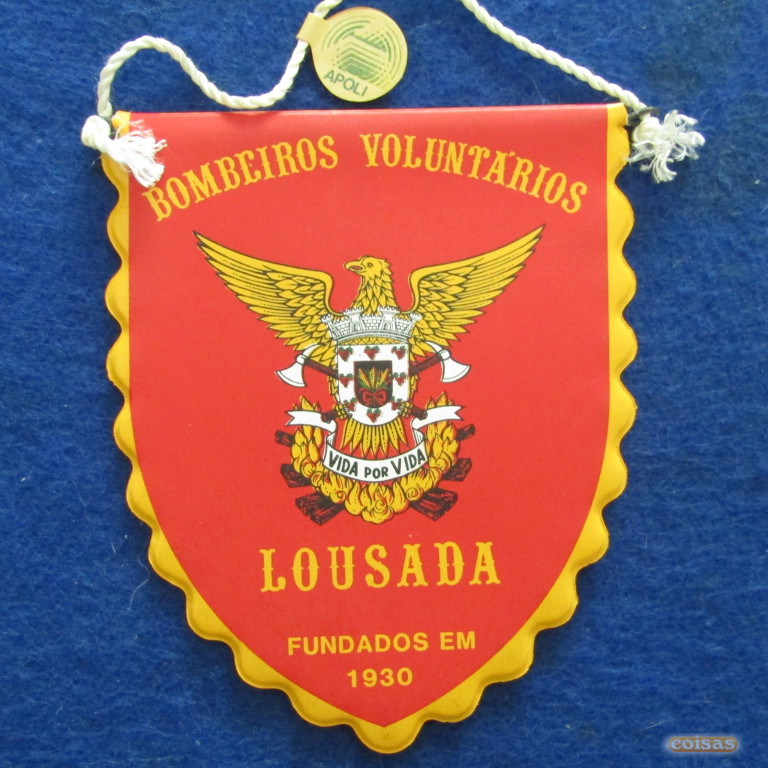 APOLI
BOMBEIROS VOLUNTÁRIOS
VIDA POR VIDA
LOUSADA
FUNDADOS EM
1930
coisas